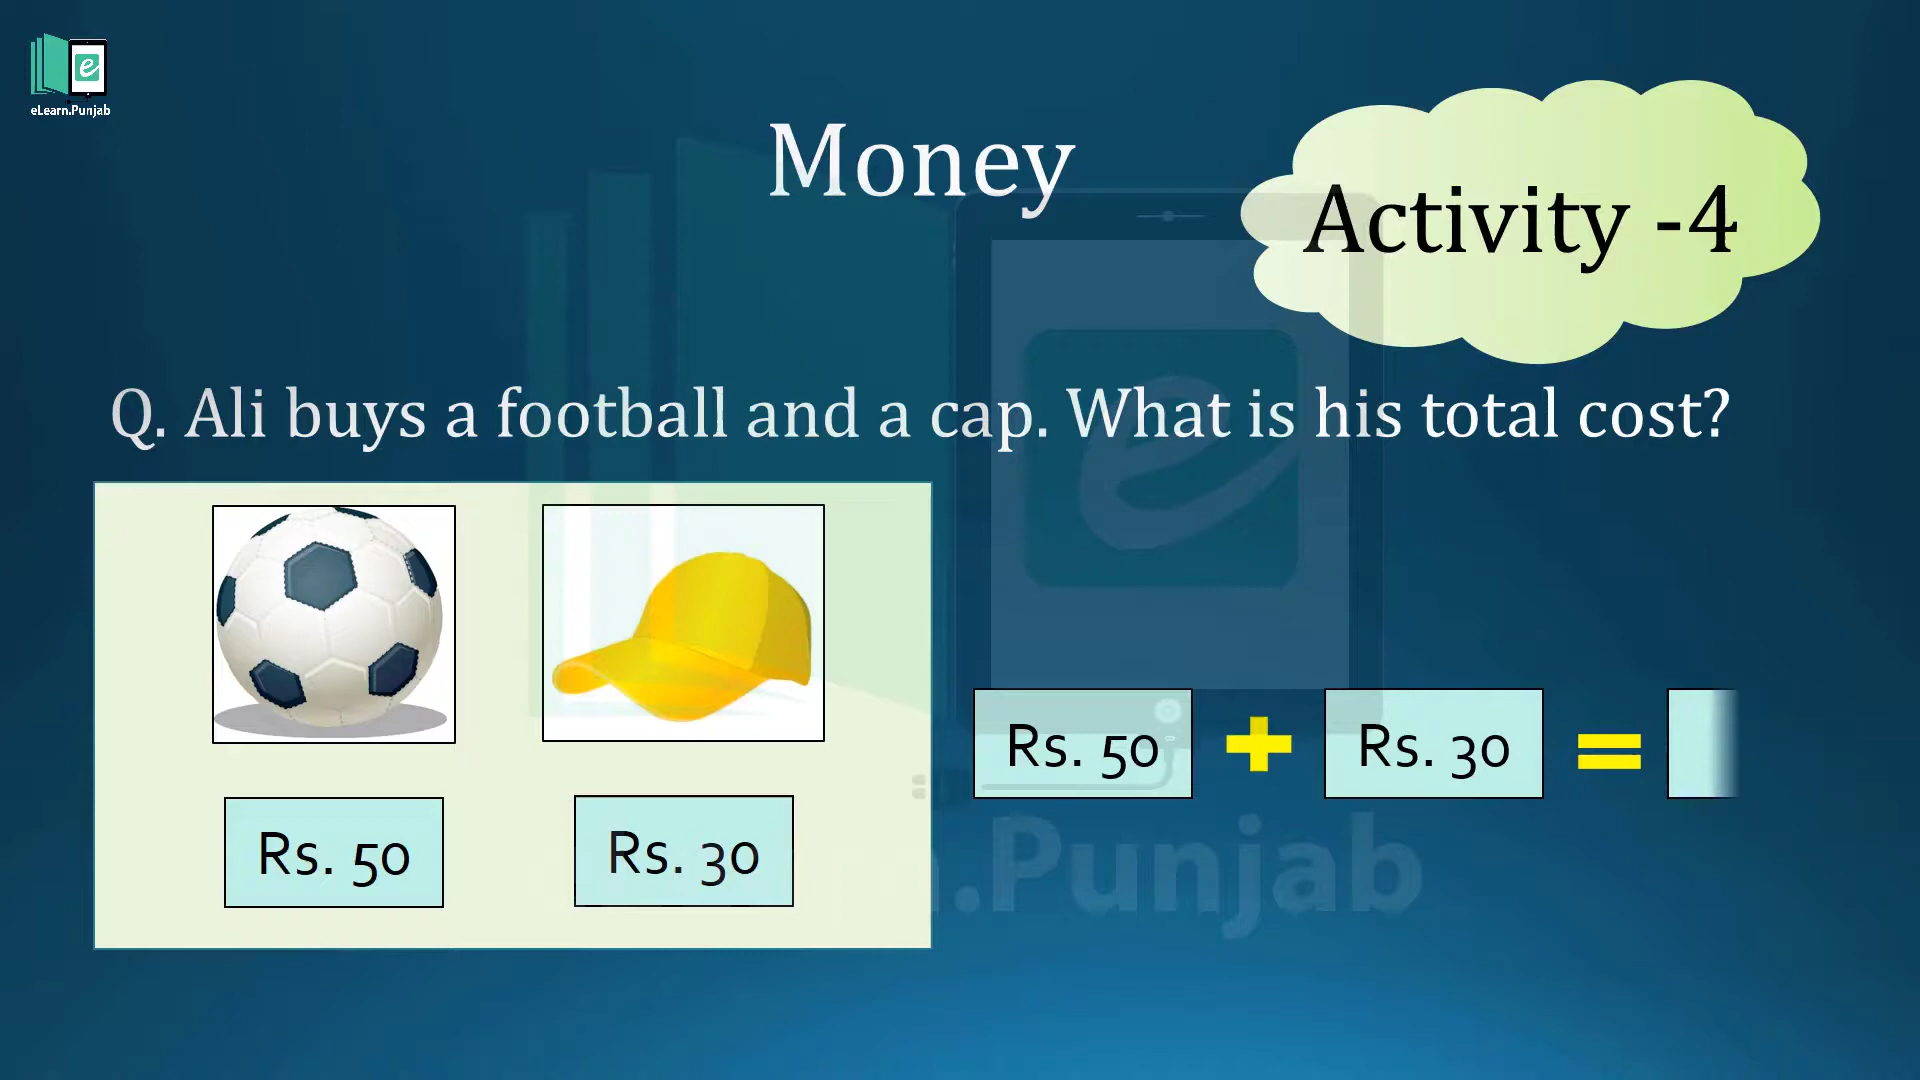 eLearn.Punjab
Money
Activity -4
Q. Ali buys a football and a cap. What is his total cost?
Rs. 50 + Rs. 30 =
Rs. 50
Rs. 30
n.Punjab